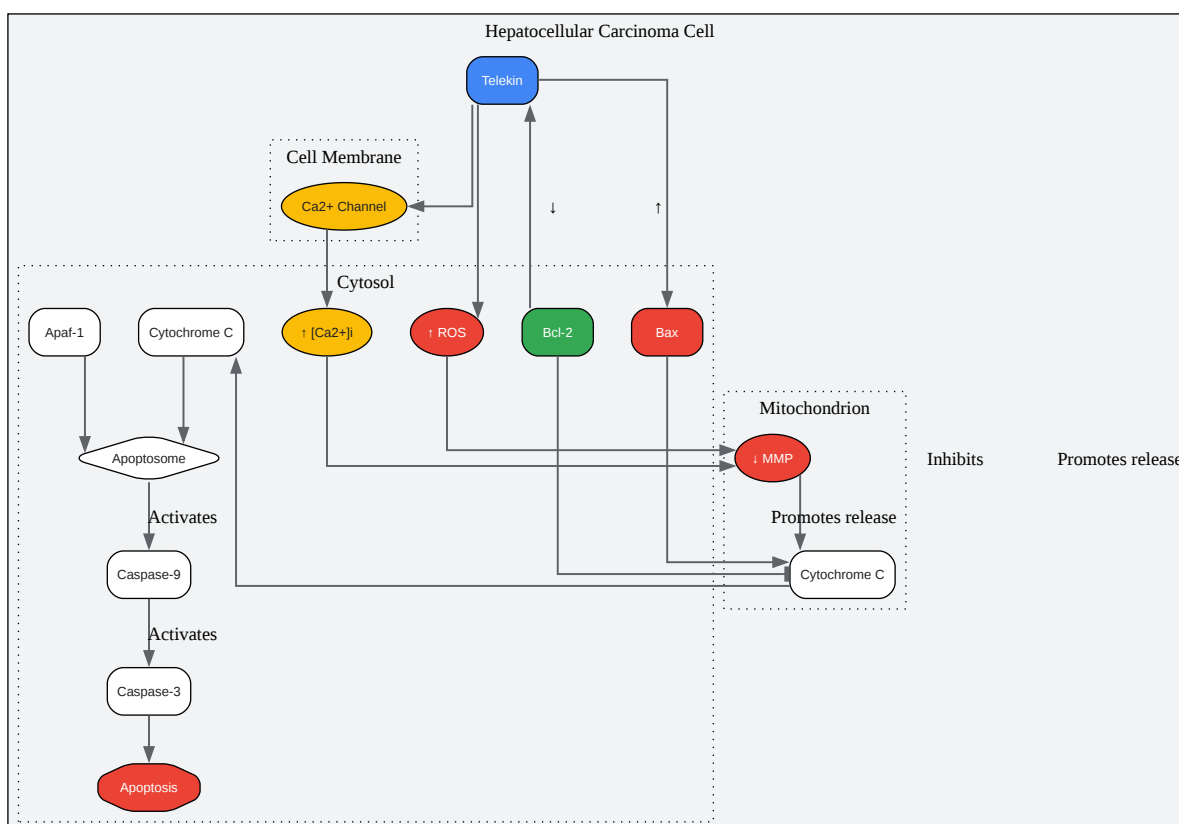 Hepatocellular Carcinoma Cell
Telekin
Cell Membrane
Ca2+ Channel
↓
↑
Cytosol
Apaf-1
Cytochrome C
↑ [Ca2+]i
↑ ROS
Bcl-2
Bax
Mitochondrion
Apoptosome
↓ MMP
Inhibits
Promotes release
Activates
Promotes release
Caspase-9
Cytochrome C
Activates
Caspase-3
Apoptosis